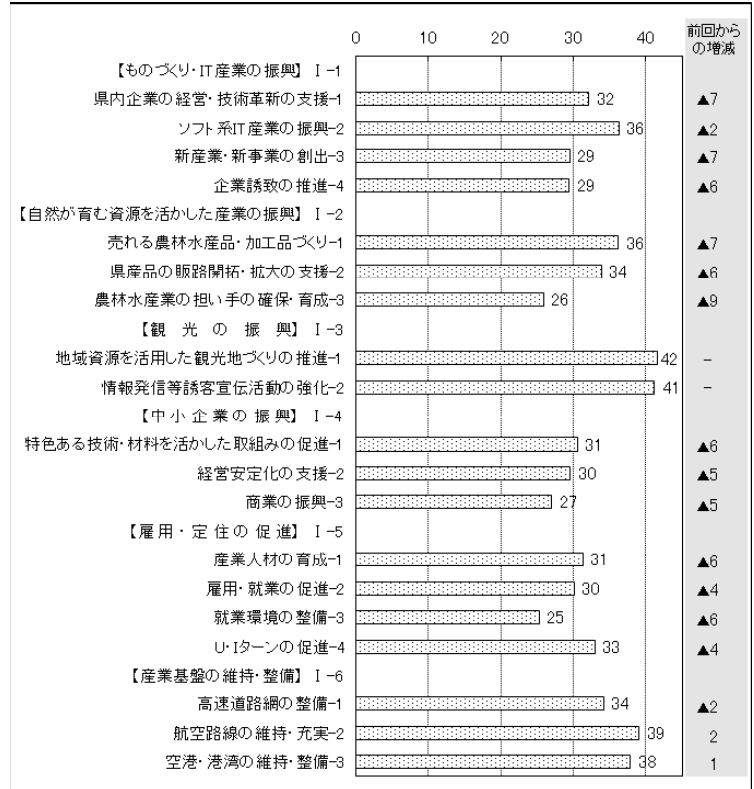 0 10 20 30 40 前回から
の増減
【ものづくり・IT産業の振興】 Ⅰ-1
県内企業の経営・技術革新の支援-1 32 ▲7
ソフト系IT産業の振興-2 36 ▲2
新産業・新事業の創出-3 29 ▲7
企業誘致の推進-4 29 ▲6
【自然が育む資源を活かした産業の振興】 Ⅰ-2
売れる農林水産品・加工品づくり-1 36 ▲7
県産品の販路開拓・拡大の支援-2 34 ▲6
農林水産業の担い手の確保・育成-3 26 ▲9
【観 光 の 振 興】 Ⅰ-3
地域資源を活用した観光地づくりの推進-1 42 -
情報発信等誘客宣伝活動の強化-2 41 -
【中小企業の振興】 Ⅰ-4
特色ある技術・材料を活かした取組みの促進-1 31 ▲6
経営安定化の支援-2 30 ▲5
商業の振興-3 27 ▲5
【雇用・定住の促進】 Ⅰ-5
産業人材の育成-1 31 ▲6
雇用・就業の促進-2 30 ▲4
就業環境の整備-3 25 ▲6
U・Iターンの促進-4 33 ▲4
【産業基盤の維持・整備】 Ⅰ-6
高速道路網の整備-1 34 ▲2
航空路線の維持・充実-2 39 2
空港・港湾の維持・整備-3 38 1